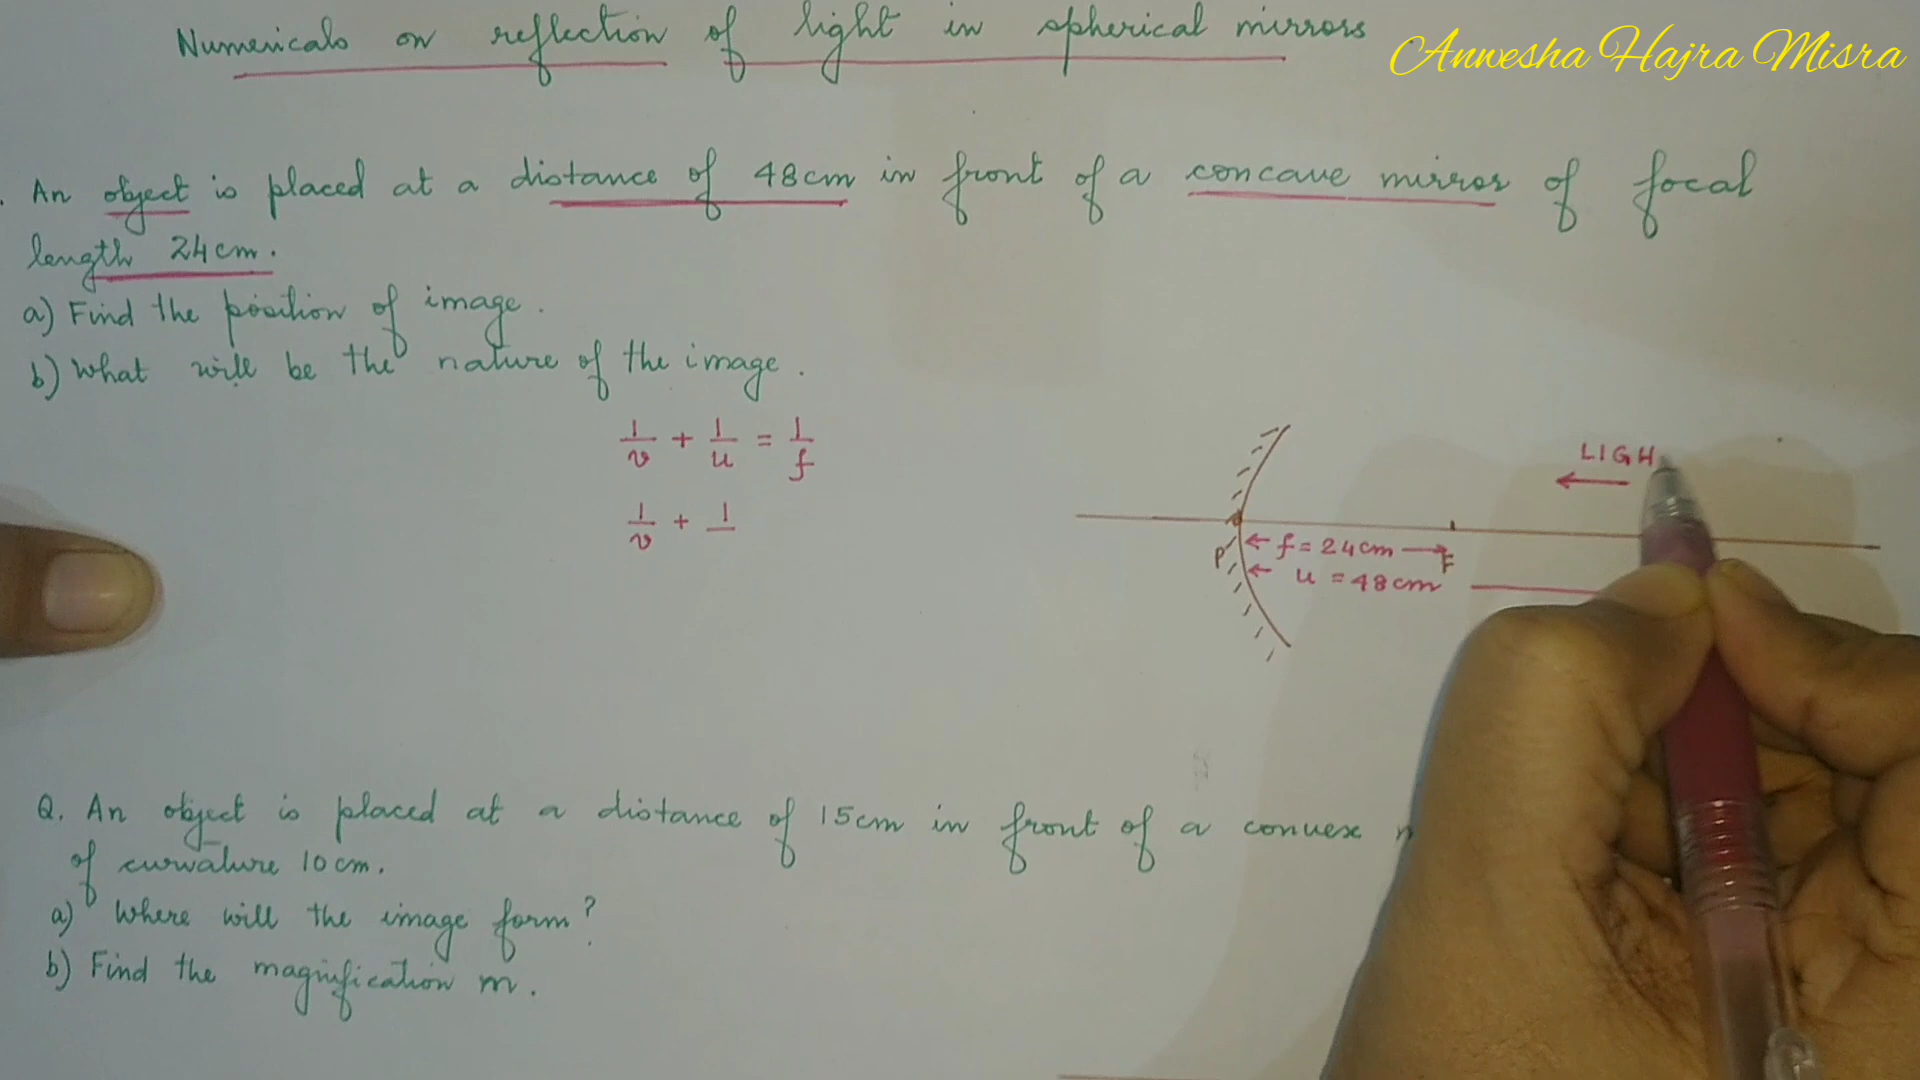 Numericals on reflection of light in spherical mirrors
Anwesha Hajra Misra
An object is placed at a distance of 48cm in front of a concave mirror of focal
length 24cm.
a) Find the position of image.
b) What will be the nature of the image.
1/v + 1/u = 1/f
1/v + 1
LIGH
P
f = 24cm
F
u = 48cm
Q. An object is placed at a distance of 15cm in front of a convex
of curvature 10cm.
a) Where will the image form?
b) Find the magnification m.